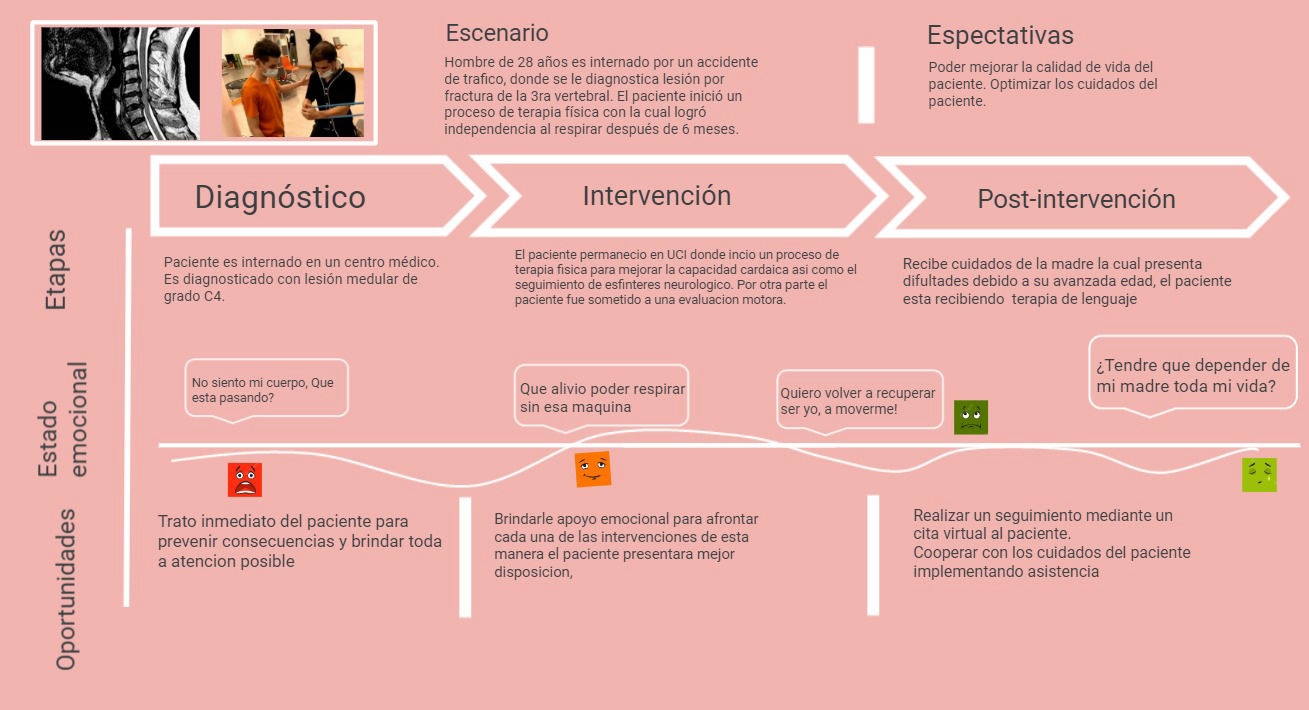 Escenario
Hombre de 28 años es internado por un accidente
de trafico, donde se le diagnostica lesión por
fractura de la 3ra vertebral. El paciente inició un
proceso de terapia física con la cual logró
independencia al respirar después de 6 meses.
Espectativas
Poder mejorar la calidad de vida del
paciente. Optimizar los cuidados del
paciente.
Diagnóstico
Intervención
Post-intervención
Etapas
Paciente es internado en un centro médico.
Es diagnosticado con lesión medular de
grado C4.
El paciente permanecio en UCI donde incio un proceso de
terapia fisica para mejorar la capacidad cardaica asi como el
seguimiento de esfinteres neurologico. Por otra parte el
paciente fue sometido a una evaluacion motora.
Recibe cuidados de la madre la cual presenta
difultades debido a su avanzada edad, el paciente
esta recibiendo terapia de lenguaje
Estado
emocional
No siento mi cuerpo, Que
esta pasando?
Que alivio poder respirar
sin esa maquina
Quiero volver a recuperar
ser yo, a moverme!
¿Tendre que depender de
mi madre toda mi vida?
Oportunidades
Trato inmediato del paciente para
prevenir consecuencias y brindar toda
a atencion posible
Brindarle apoyo emocional para afrontar
cada una de las intervenciones de esta
manera el paciente presentara mejor
disposicion,
Realizar un seguimiento mediante un
cita virtual al paciente.
Cooperar con los cuidados del paciente
implementando asistencia